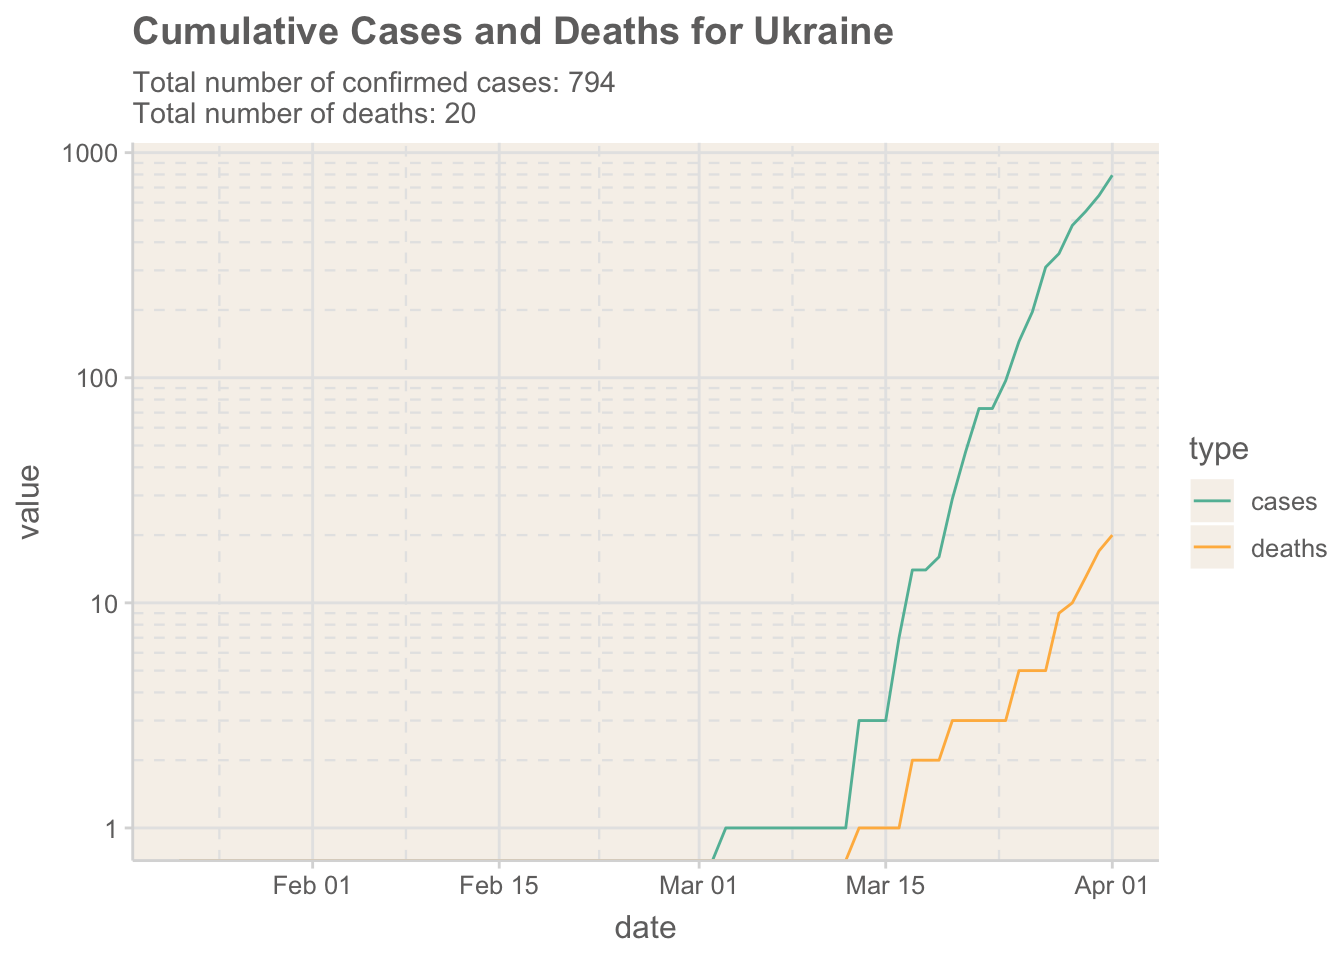 Cumulative Cases and Deaths for Ukraine
Total number of confirmed cases: 794
Total number of deaths: 20
1000
100
10
1
value
Feb 01
Feb 15
Mar 01
Mar 15
Apr 01
date
type
cases
deaths